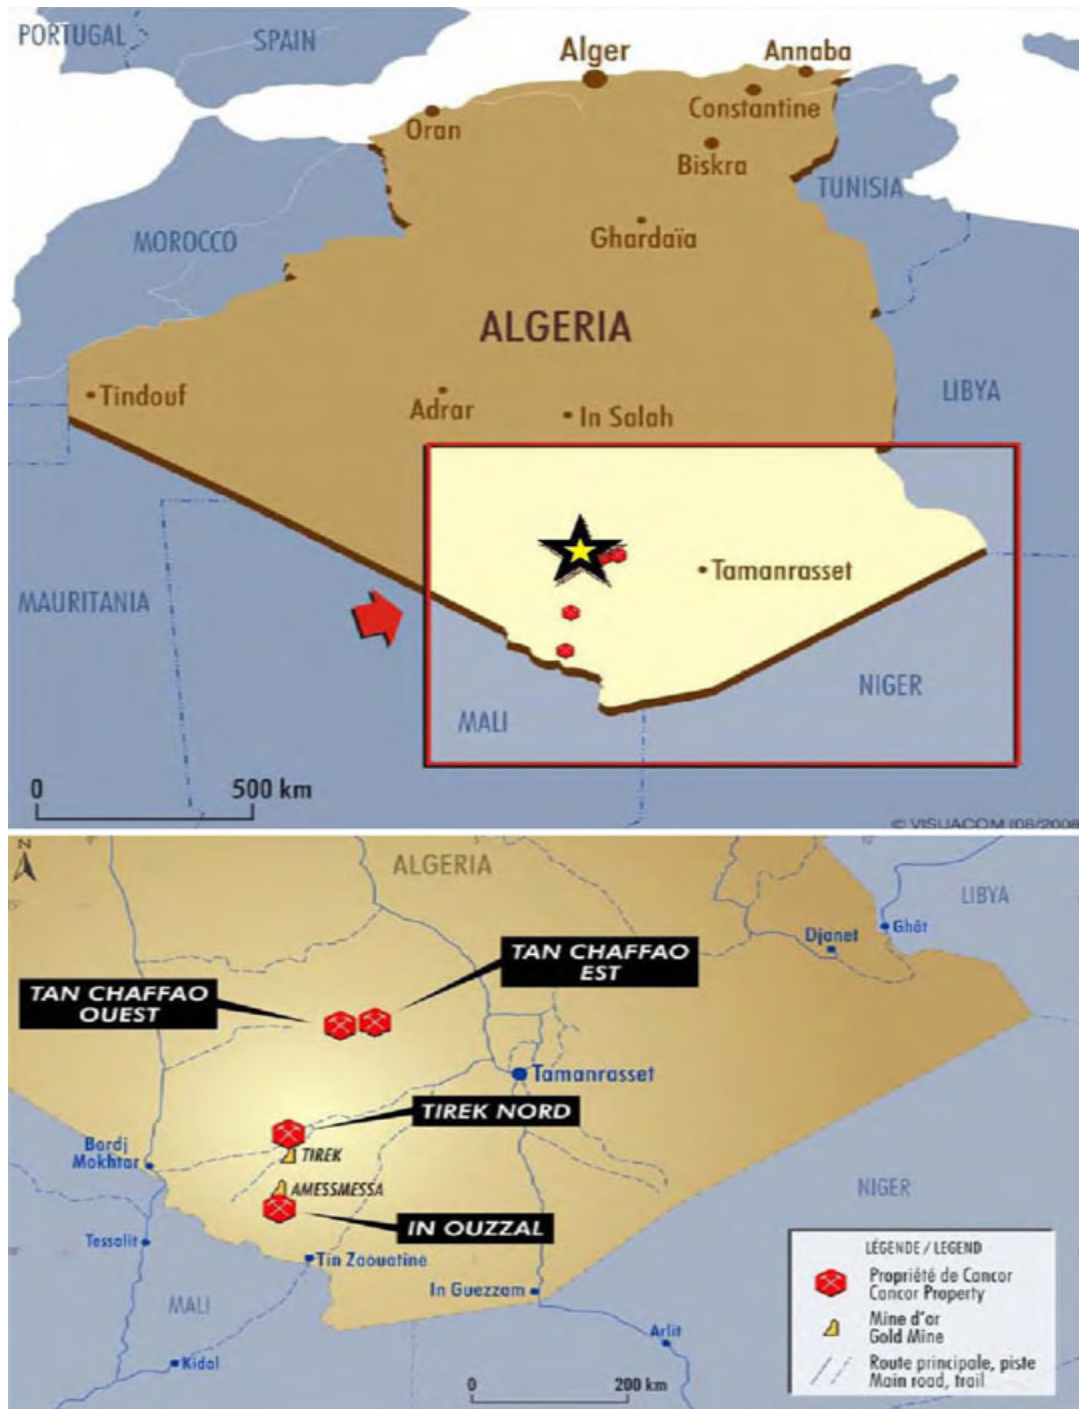 PORTUGAL
SPAIN
Alger
Annaba
Constantine
Oran
Biskra
TUNISIA
MOROCCO
Ghardaïa
ALGERIA
LIBYA
Tindouf
Adrar
In Salah
Tamanrasset
MAURITANIA
NIGER
MALI
0 500 km
© VISUACOM (08/2008
N
ALGERIA
LIBYA
Djanet
Ghât
TAN CHAFFAO
EST
TAN CHAFFAO
OUEST
Tamanrasset
TIREK NORD
Bordj
Mokhtar
TIREK
AMESSMESSA
NIGER
IN OUZZAL
Tessalit
Tin Zaouatine
In Guezzam
MALI
Arlit
Kidal
0 200 km
LÉGENDE / LEGEND
Propriété de Cancor
Cancor Property
Mine d'or
Gold Mine
Route principale, piste
Main road, trail